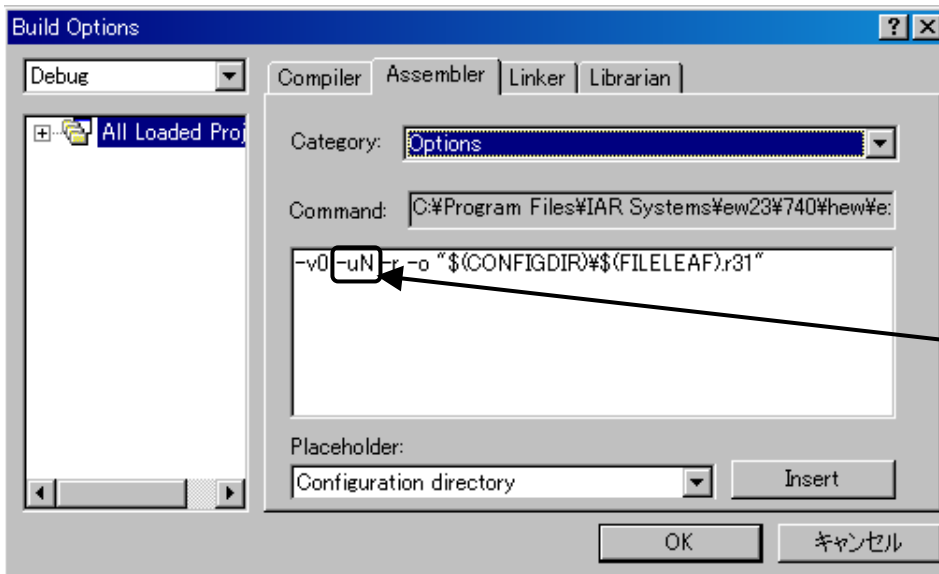 Build Options
Debug
Compiler Assembler Linker Librarian
All Loaded Proj
Category: Options
Command: C:¥Program Files¥IAR Systems¥ew23¥740¥hew¥e:
-v0 -uN -r -o "$(CONFIGDIR)¥$(FILELEAF).r31"
Placeholder:
Configuration directory Insert
OK キャンセル